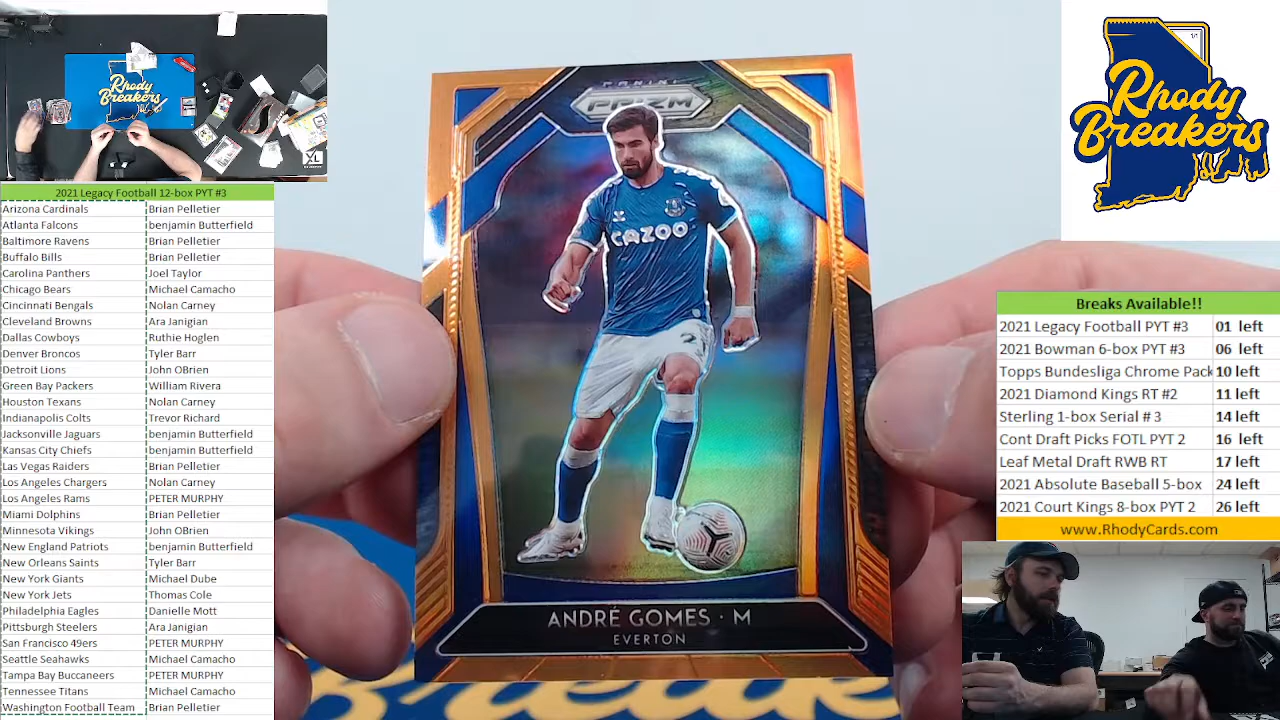 Rhody
Breakers
XL
2021 Legacy Football 12-box PYT #3
Arizona Cardinals Brian Pelletier
Atlanta Falcons benjamin Butterfield
Baltimore Ravens Brian Pelletier
Buffalo Bills Brian Pelletier
Carolina Panthers Joel Taylor
Chicago Bears Michael Camacho
Cincinnati Bengals Nolan Carney
Cleveland Browns Ara Janigian
Dallas Cowboys Ruthie Hoglen
Denver Broncos Tyler Barr
Detroit Lions John OBrien
Green Bay Packers William Rivera
Houston Texans Nolan Carney
Indianapolis Colts Trevor Richard
Jacksonville Jaguars benjamin Butterfield
Kansas City Chiefs benjamin Butterfield
Las Vegas Raiders Brian Pelletier
Los Angeles Chargers Nolan Carney
Los Angeles Rams PETER MURPHY
Miami Dolphins Brian Pelletier
Minnesota Vikings John OBrien
New England Patriots benjamin Butterfield
New Orleans Saints Tyler Barr
New York Giants Michael Dube
New York Jets Thomas Cole
Philadelphia Eagles Danielle Mott
Pittsburgh Steelers Ara Janigian
San Francisco 49ers PETER MURPHY
Seattle Seahawks Michael Camacho
Tampa Bay Buccaneers PETER MURPHY
Tennessee Titans Michael Camacho
Washington Football Team Brian Pelletier
PANINI
PRIZM
CAZOO
2
ANDRÉ GOMES · M
EVERTON
Breakers
1/1
Rhody
Breakers
Breaks Available!!
2021 Legacy Football PYT #3 01 left
2021 Bowman 6-box PYT #3 06 left
Topps Bundesliga Chrome Pack 10 left
2021 Diamond Kings RT #2 11 left
Sterling 1-box Serial # 3 14 left
Cont Draft Picks FOTL PYT 2 16 left
Leaf Metal Draft RWB RT 17 left
2021 Absolute Baseball 5-box 24 left
2021 Court Kings 8-box PYT 2 26 left
www.RhodyCards.com